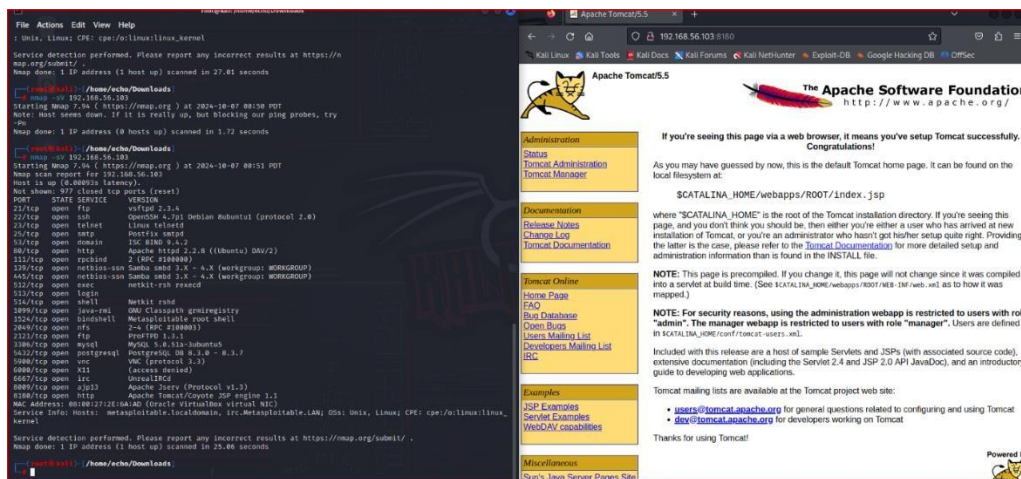 File Actions Edit View Help
: Unix, Linux; CPE: cpe:/o:linux:linux_kernel
Service detection performed. Please report any incorrect results at https://n
map.org/submit/ .
Nmap done: 1 IP address (1 host up) scanned in 27.01 seconds
(root@kali)-[/home/echo/Downloads]
# nmap -sV 192.168.56.103
Starting Nmap 7.94 ( https://nmap.org ) at 2024-10-07 00:50 PDT
Note: Host seems down. If it is really up, but blocking our ping probes, try
-Pn
Nmap done: 1 IP address (0 hosts up) scanned in 1.72 seconds
(root@kali)-[/home/echo/Downloads]
# nmap -sV 192.168.56.103
Starting Nmap 7.94 ( https://nmap.org ) at 2024-10-07 00:51 PDT
Nmap scan report for 192.168.56.103
Host is up (0.00093s latency).
Not shown: 977 closed tcp ports (reset)
PORT STATE SERVICE VERSION
21/tcp open ftp vsftpd 2.3.4
22/tcp open ssh OpenSSH 4.7p1 Debian 8ubuntu1 (protocol 2.0)
23/tcp open telnet Linux telnetd
25/tcp open smtp Postfix smtpd
53/tcp open domain ISC BIND 9.4.2
80/tcp open http Apache httpd 2.2.8 ((Ubuntu) DAV/2)
111/tcp open rpcbind 2 (RPC #100000)
139/tcp open netbios-ssn Samba smbd 3.X - 4.X (workgroup: WORKGROUP)
445/tcp open netbios-ssn Samba smbd 3.X - 4.X (workgroup: WORKGROUP)
512/tcp open exec netkit-rsh rexecd
513/tcp open login
514/tcp open shell Netkit rshd
1099/tcp open java-rmi GNU Classpath grmiregistry
1524/tcp open bindshell Metasploitable root shell
2049/tcp open nfs 2-4 (RPC #100003)
2121/tcp open ftp ProFTPD 1.3.1
3306/tcp open mysql MySQL 5.0.51a-3ubuntu5
5432/tcp open postgresql PostgreSQL DB 8.3.0 - 8.3.7
5900/tcp open vnc VNC (protocol 3.3)
6000/tcp open X11 (access denied)
6667/tcp open irc UnrealIRCd
8009/tcp open ajp13 Apache Jserv (Protocol v1.3)
8180/tcp open http Apache Tomcat/Coyote JSP engine 1.1
MAC Address: 08:00:27:2E:6A:AD (Oracle VirtualBox virtual NIC)
Service Info: Hosts: metasploitable.localdomain, irc.Metasploitable.LAN; OSs: Unix, Linux; CPE: cpe:/o:linux:linux_
kernel
Service detection performed. Please report any incorrect results at https://nmap.org/submit/ .
Nmap done: 1 IP address (1 host up) scanned in 25.06 seconds
(root@kali)-[/home/echo/Downloads]
#
Apache Tomcat/5.5
192.168.56.103:8180
Kali Linux Kali Tools Kali Docs Kali Forums Kali NetHunter Exploit-DB Google Hacking DB OffSec
Apache Tomcat/5.5
The Apache Software Foundation
http://www.apache.org/
Administration
Status
Tomcat Administration
Tomcat Manager
Documentation
Release Notes
Change Log
Tomcat Documentation
Tomcat Online
Home Page
FAQ
Bug Database
Open Bugs
Users Mailing List
Developers Mailing List
IRC
Examples
JSP Examples
Servlet Examples
WebDAV capabilities
Miscellaneous
Sun's Java Server Pages Site
If you're seeing this page via a web browser, it means you've setup Tomcat successfully.
Congratulations!
As you may have guessed by now, this is the default Tomcat home page. It can be found on the
local filesystem at:
$CATALINA_HOME/webapps/ROOT/index.jsp
where "$CATALINA_HOME" is the root of the Tomcat installation directory. If you're seeing this
page, and you don't think you should be, then either you're either a user who has arrived at new
installation of Tomcat, or you're an administrator who hasn't got his/her setup quite right. Providing
the latter is the case, please refer to the Tomcat Documentation for more detailed setup and
administration information than is found in the INSTALL file.
NOTE: This page is precompiled. If you change it, this page will not change since it was compiled
into a servlet at build time. (See $CATALINA_HOME/webapps/ROOT/WEB-INF/web.xml as to how it was
mapped.)
NOTE: For security reasons, using the administration webapp is restricted to users with rol
"admin". The manager webapp is restricted to users with role "manager". Users are defined
in $CATALINA_HOME/conf/tomcat-users.xml.
Included with this release are a host of sample Servlets and JSPs (with associated source code),
extensive documentation (including the Servlet 2.4 and JSP 2.0 API JavaDoc), and an introductory
guide to developing web applications.
Tomcat mailing lists are available at the Tomcat project web site:
users@tomcat.apache.org for general questions related to configuring and using Tomcat
dev@tomcat.apache.org for developers working on Tomcat
Thanks for using Tomcat!
Powered